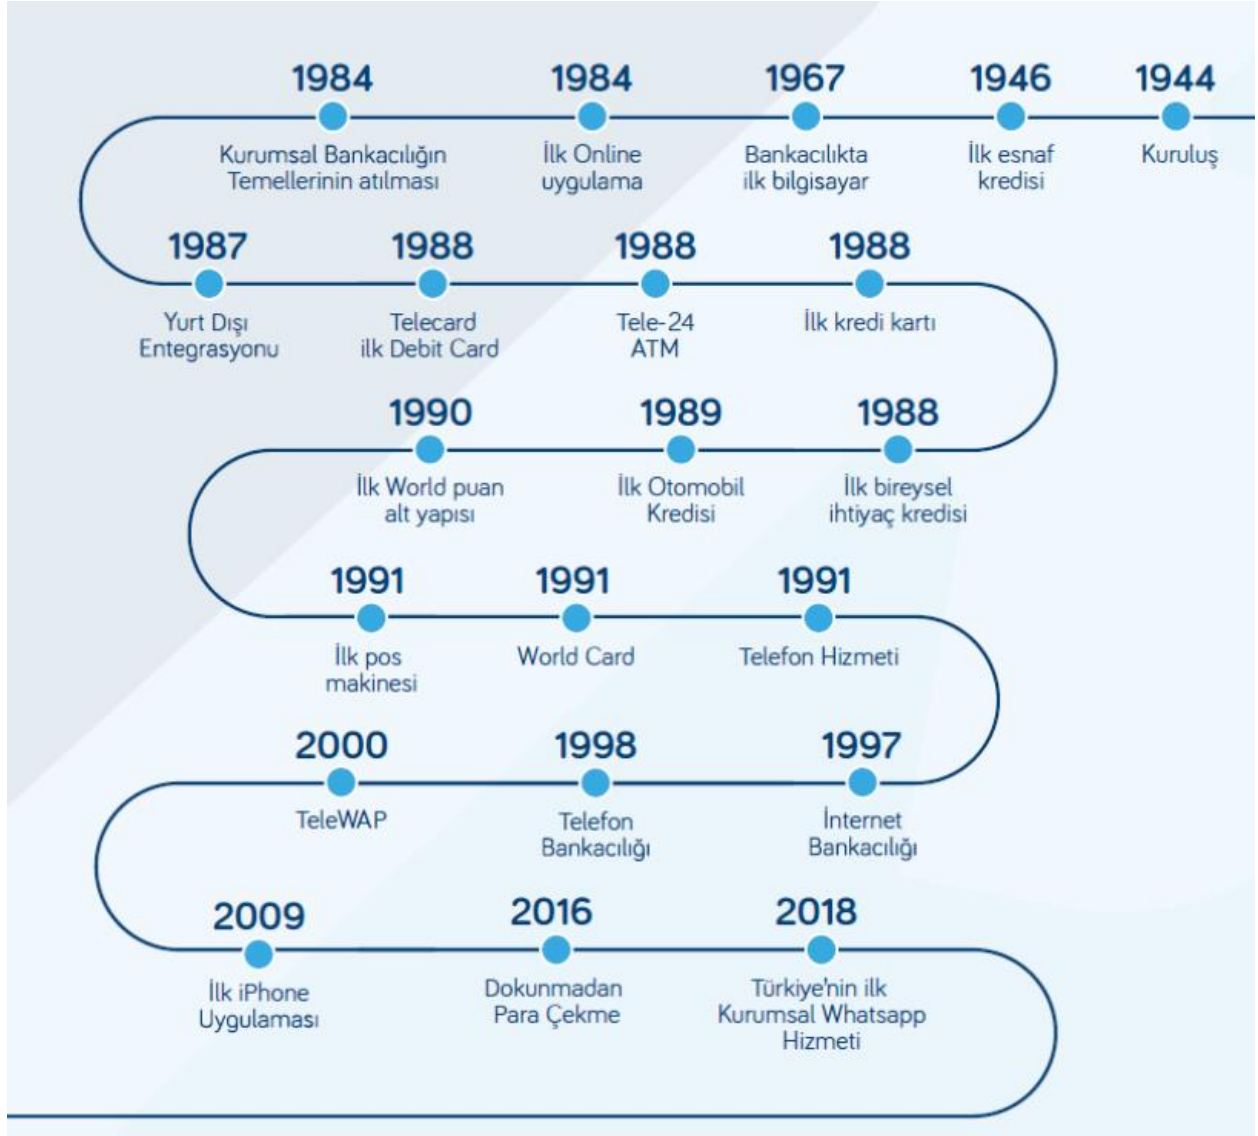 1984
Kurumsal Bankacılığın
Temellerinin atılması
1984
İlk Online
uygulama
1967
Bankacılıkta
ilk bilgisayar
1946
İlk esnaf
kredisi
1944
Kuruluş
1987
Yurt Dışı
Entegrasyonu
1988
Telecard
ilk Debit Card
1988
Tele-24
ATM
1988
İlk kredi kartı
1990
İlk World puan
alt yapısı
1989
İlk Otomobil
Kredisi
1988
İlk bireysel
ihtiyaç kredisi
1991
İlk pos
makinesi
1991
World Card
1991
Telefon Hizmeti
2000
TeleWAP
1998
Telefon
Bankacılığı
1997
İnternet
Bankacılığı
2009
İlk iPhone
Uygulaması
2016
Dokunmadan
Para Çekme
2018
Türkiye'nin ilk
Kurumsal Whatsapp
Hizmeti